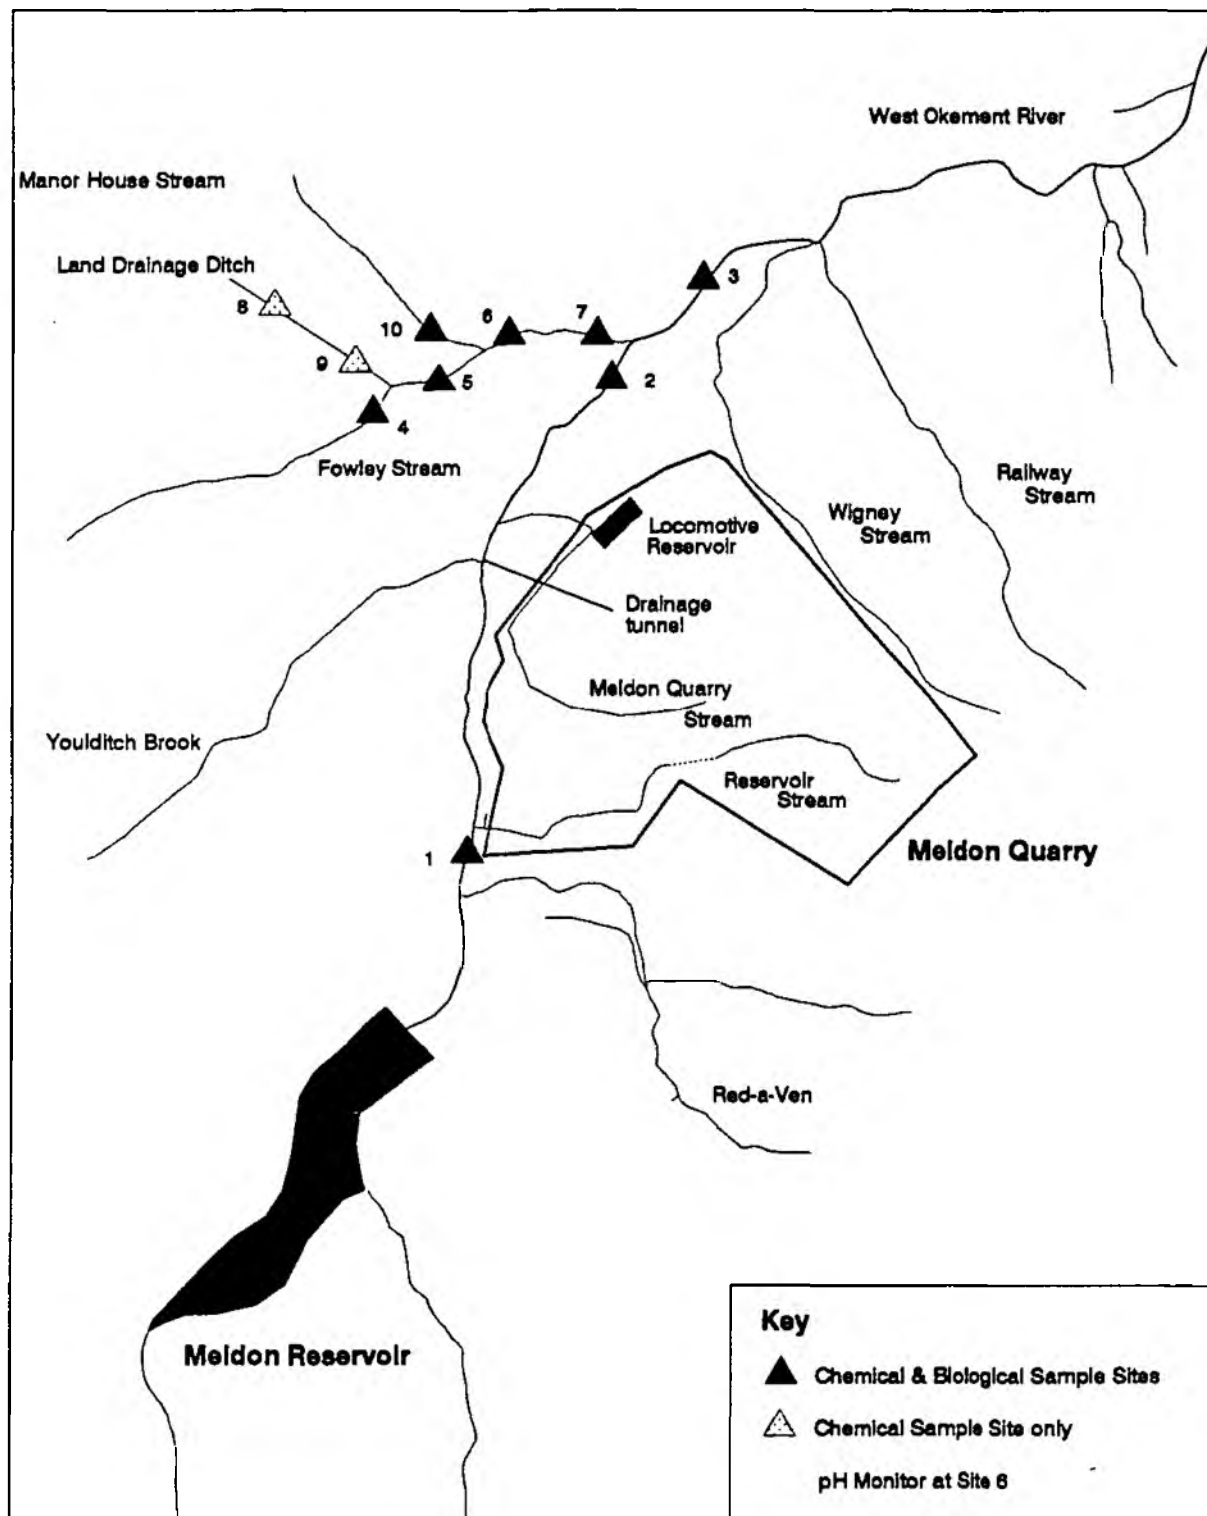 West Okement River
Manor House Stream
Land Drainage Ditch
3
8
10
6
7
9
5
2
4
Fowley Stream
Railway
Stream
Wigney
Stream
Locomotive
Reservoir
Drainage
tunnel
Meldon Quarry
Stream
Youlditch Brook
Reservoir
Stream
1
Meldon Quarry
Red-a-Ven
Meldon Reservoir
Key
Chemical & Biological Sample Sites
Chemical Sample Site only
pH Monitor at Site 6